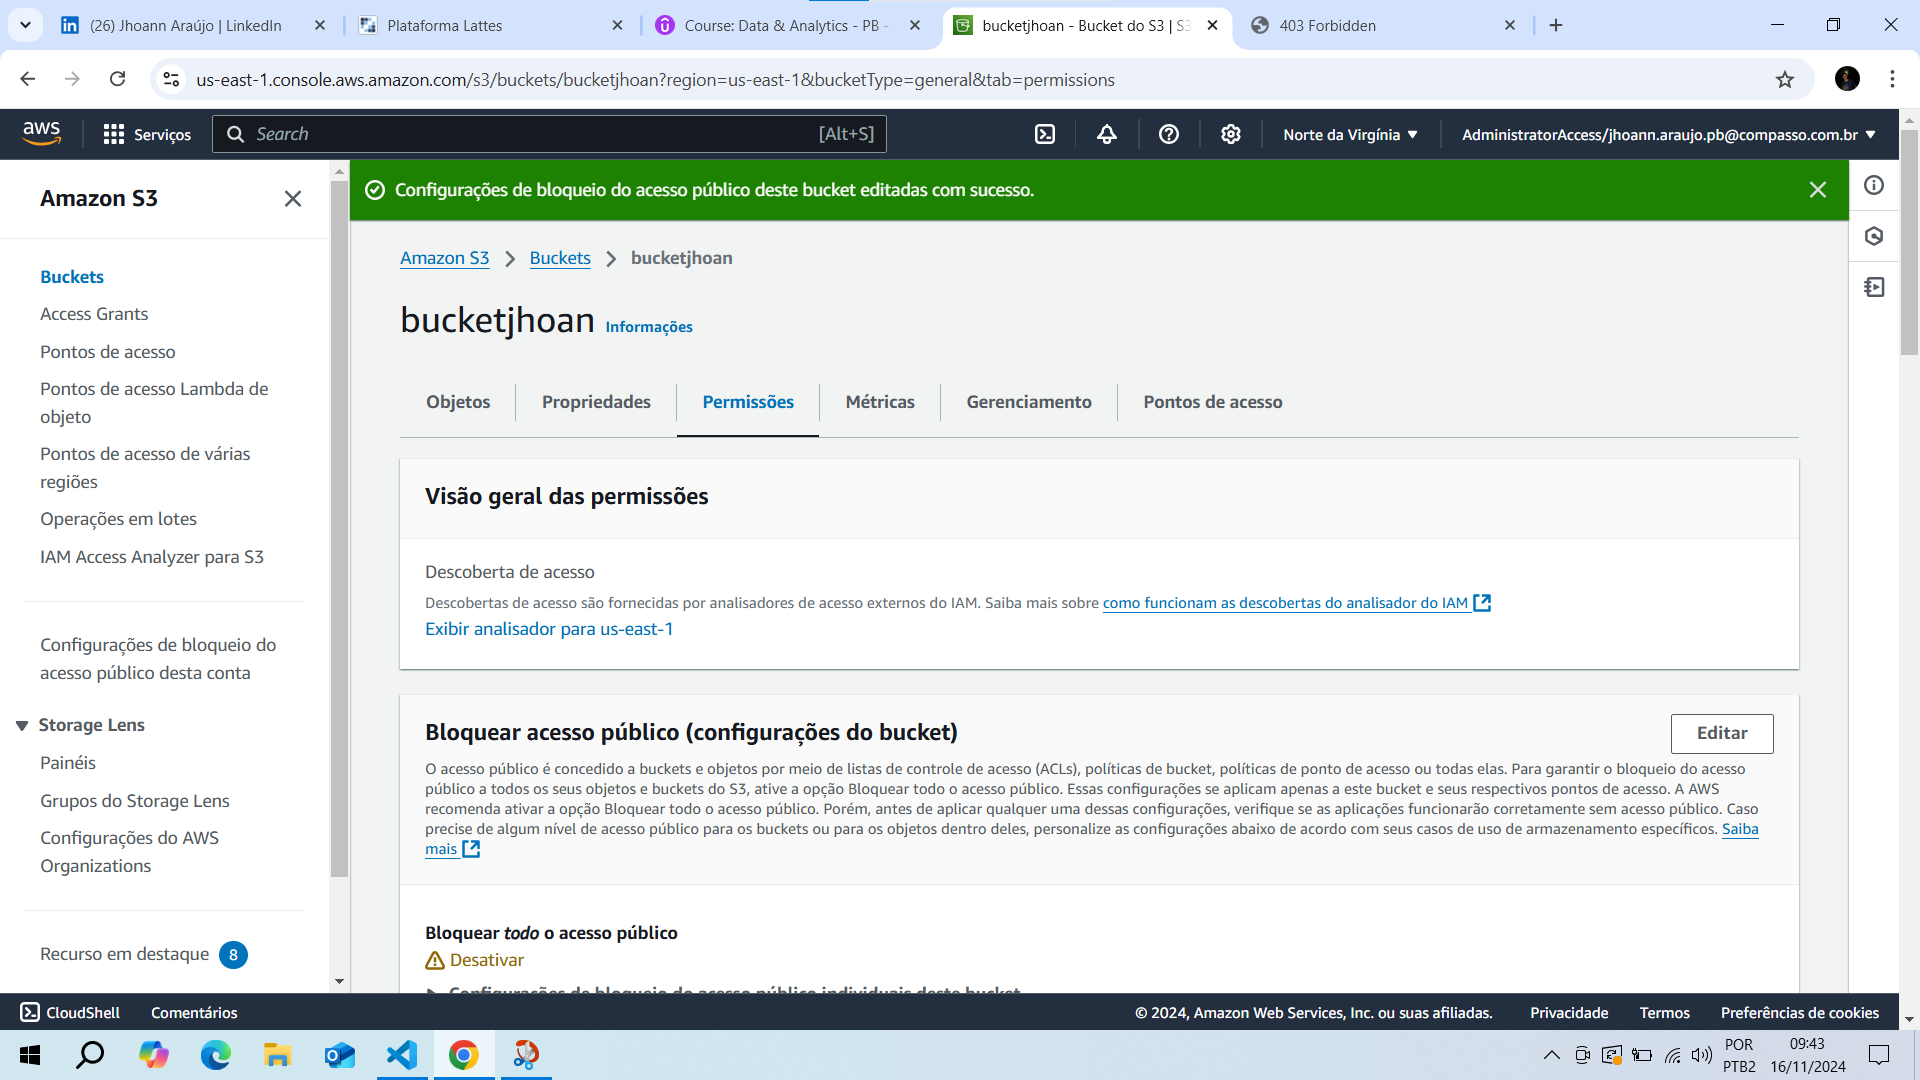 (26) Jhoann Araújo | LinkedIn
Plataforma Lattes
Course: Data & Analytics - PB -
bucketjhoan - Bucket do S3 | S3
403 Forbidden
us-east-1.console.aws.amazon.com/s3/buckets/bucketjhoan?region=us-east-1&bucketType=general&tab=permissions
aws
Serviços
Search
[Alt+S]
Norte da Virgínia
AdministratorAccess/jhoann.araujo.pb@compasso.com.br
Amazon S3
Buckets
Access Grants
Pontos de acesso
Pontos de acesso Lambda de
objeto
Pontos de acesso de várias
regiões
Operações em lotes
IAM Access Analyzer para S3
Configurações de bloqueio do
acesso público desta conta
Storage Lens
Painéis
Grupos do Storage Lens
Configurações do AWS
Organizations
Recurso em destaque 8
Configurações de bloqueio do acesso público deste bucket editadas com sucesso.
Amazon S3 > Buckets > bucketjhoan
bucketjhoan Informações
Objetos
Propriedades
Permissões
Métricas
Gerenciamento
Pontos de acesso
Visão geral das permissões
Descoberta de acesso
Descobertas de acesso são fornecidas por analisadores de acesso externos do IAM. Saiba mais sobre como funcionam as descobertas do analisador do IAM
Exibir analisador para us-east-1
Bloquear acesso público (configurações do bucket)
Editar
O acesso público é concedido a buckets e objetos por meio de listas de controle de acesso (ACLs), políticas de bucket, políticas de ponto de acesso ou todas elas. Para garantir o bloqueio do acesso
público a todos os seus objetos e buckets do S3, ative a opção Bloquear todo o acesso público. Essas configurações se aplicam apenas a este bucket e seus respectivos pontos de acesso. A AWS
recomenda ativar a opção Bloquear todo o acesso público. Porém, antes de aplicar qualquer uma dessas configurações, verifique se as aplicações funcionarão corretamente sem acesso público. Caso
precise de algum nível de acesso público para os buckets ou para os objetos dentro deles, personalize as configurações abaixo de acordo com seus casos de uso de armazenamento específicos. Saiba
mais
Bloquear todo o acesso público
Desativar
Configurações de bloqueio do acesso público individuais deste bucket
CloudShell
Comentários
© 2024, Amazon Web Services, Inc. ou suas afiliadas.
Privacidade
Termos
Preferências de cookies
POR
PTB2
09:43
16/11/2024